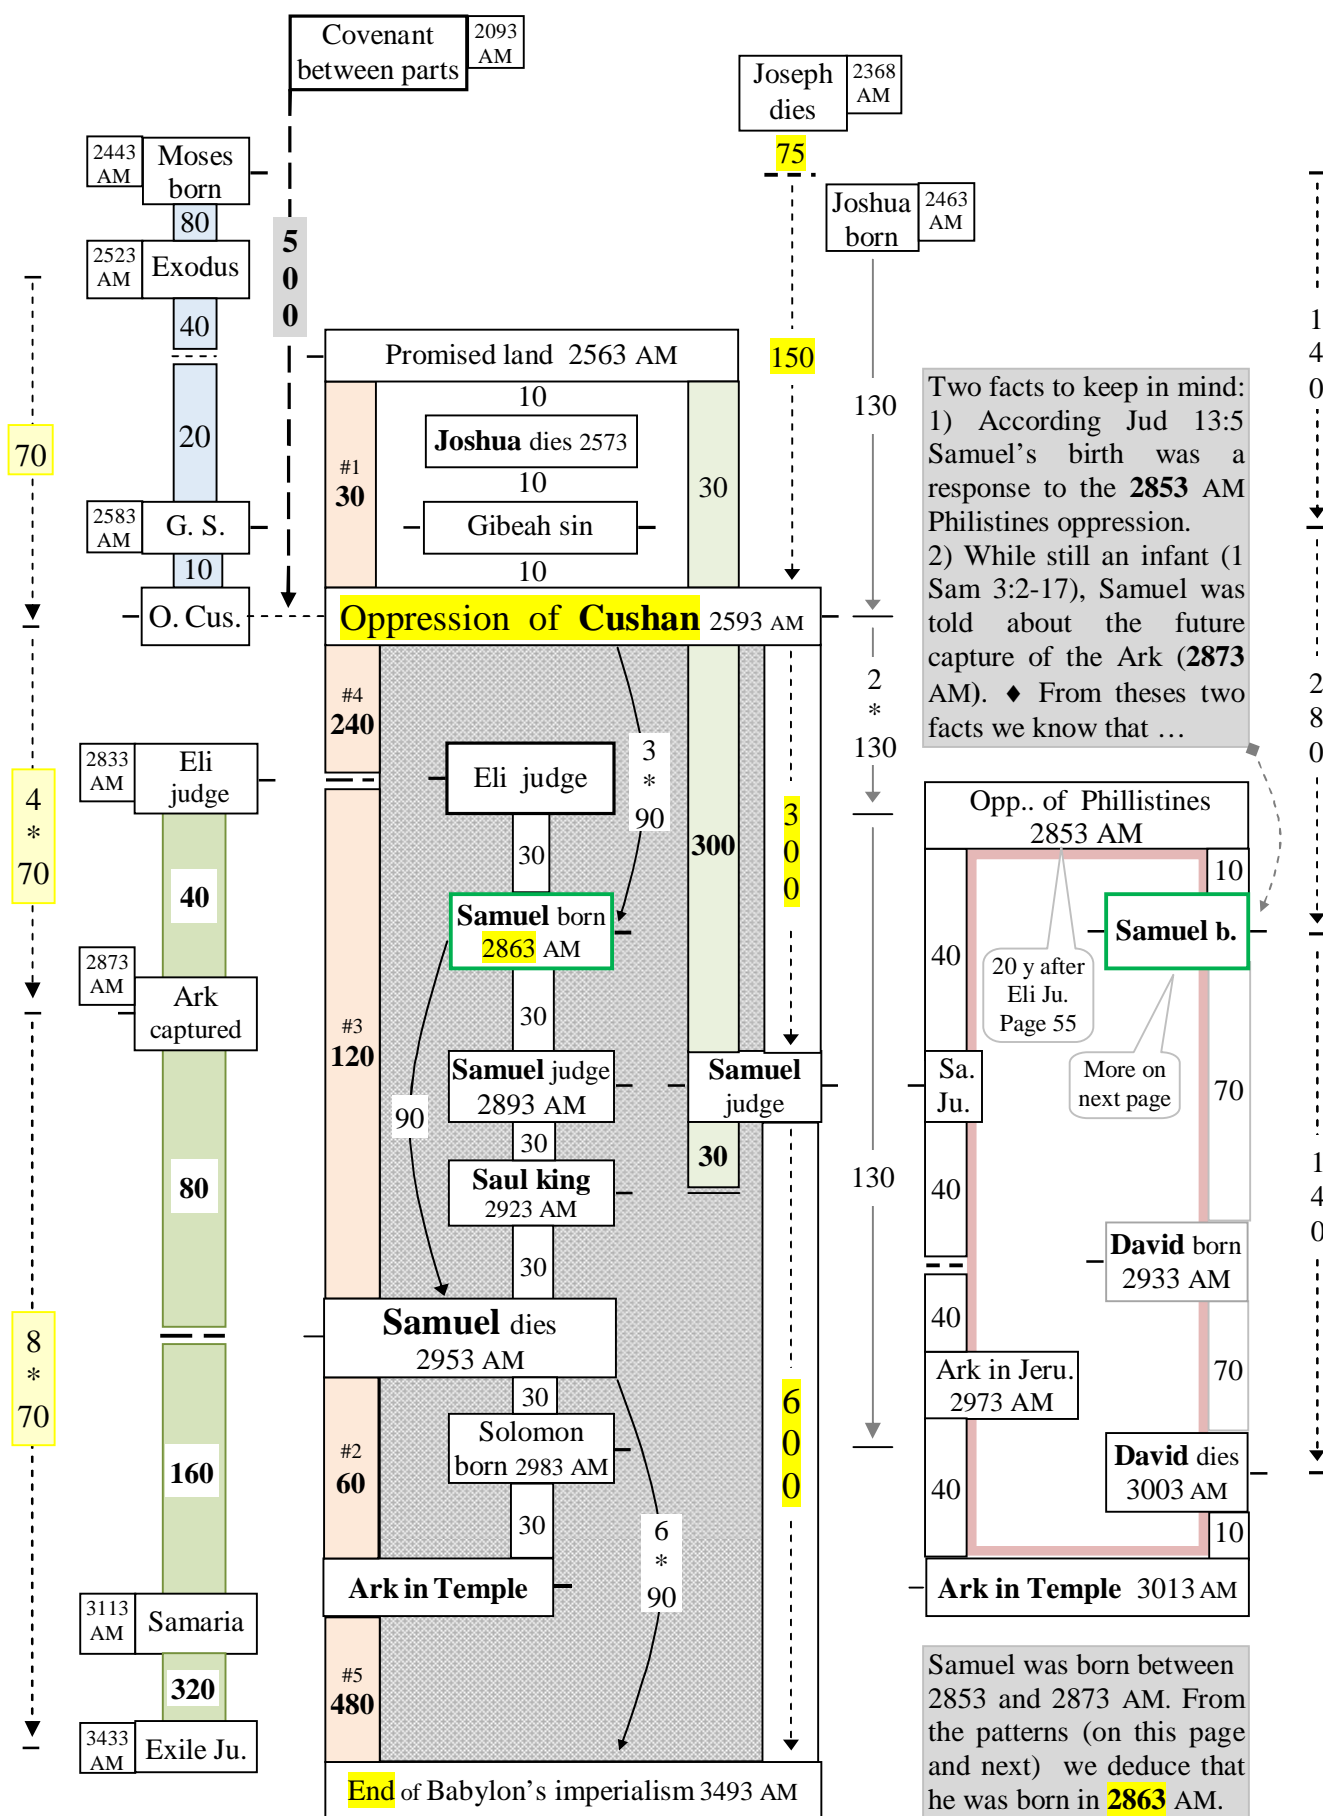 Covenant
between parts
2093
AM
Joseph
dies
2368
AM
75
2443
AM
Moses
born
80
Joshua
born
2463
AM
2523
AM
Exodus
5
0
0
40
Promised land 2563 AM
150
130
1
4
0
70
20
#1
30
10
Joshua dies 2573
10
Gibeah sin
10
30
2583
AM
G. S.
10
Two facts to keep in mind:
1) According Jud 13:5
Samuel’s birth was a
response to the 2853 AM
Philistines oppression.
2) While still an infant (1
Sam 3:2-17), Samuel was
told about the future
capture of the Ark (2873
AM). ♦ From theses two
facts we know that …
O. Cus.
Oppression of Cushan 2593 AM
2
*
130
2
8
0
#4
240
3
*
90
2833
AM
Eli
judge
Eli judge
4
*
70
40
30
300
3
0
0
Opp.. of Phillistines
2853 AM
10
Samuel born
2863 AM
Samuel b.
40
20 y after
Eli Ju.
Page 55
2873
AM
Ark
captured
#3
120
30
Samuel judge
2893 AM
Samuel
judge
Sa.
Ju.
More on
next page
70
90
30
30
80
Saul king
2923 AM
130
40
1
4
0
30
David born
2933 AM
Samuel dies
2953 AM
40
8
*
70
30
6
0
0
Ark in Jeru.
2973 AM
70
160
#2
60
Solomon
born 2983 AM
David dies
3003 AM
40
30
6
*
90
10
Ark in Temple
Ark in Temple 3013 AM
3113
AM
Samaria
320
#5
480
3433
AM
Exile Ju.
End of Babylon’s imperialism 3493 AM
Samuel was born between
2853 and 2873 AM. From
the patterns (on this page
and next) we deduce that
he was born in 2863 AM.